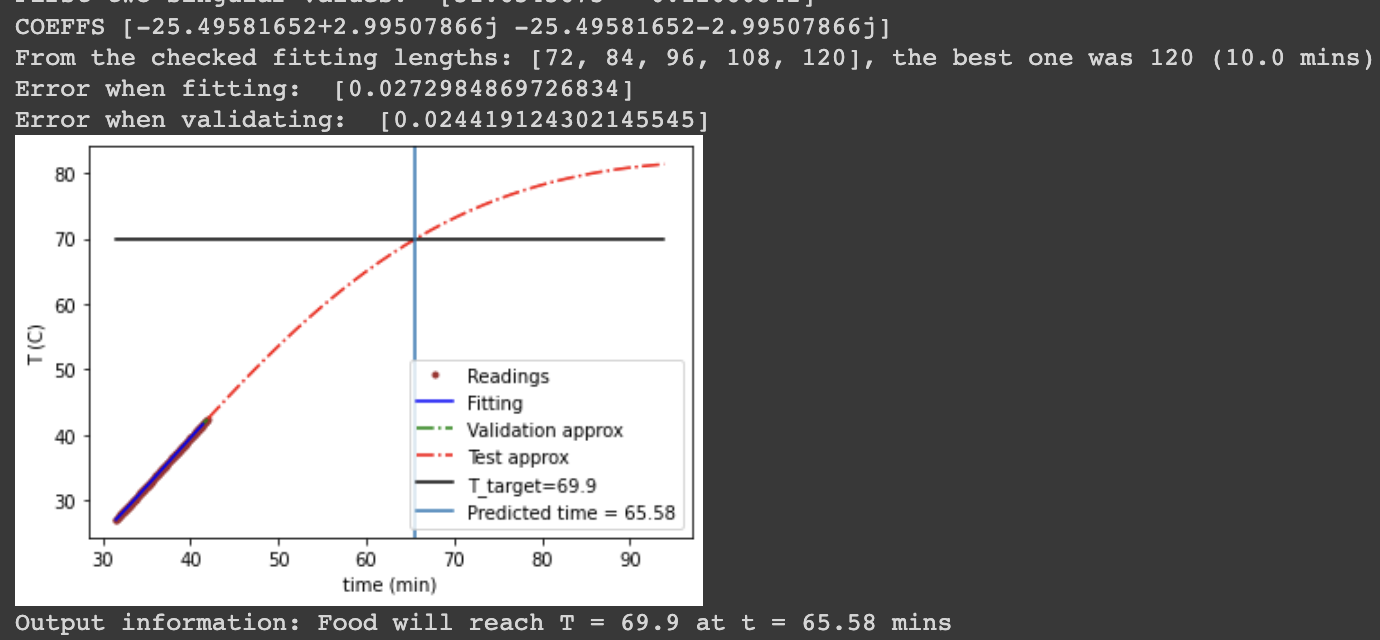 COEFFS [-25.49581652+2.99507866j -25.49581652-2.99507866j]
From the checked fitting lengths: [72, 84, 96, 108, 120], the best one was 120 (10.0 mins)
Error when fitting:  [0.0272984869726834]
Error when validating:  [0.024419124302145545]
80
70
60
50
40
30
T (C)
Readings
Fitting
Validation approx
Test approx
T_target=69.9
Predicted time = 65.58
30 40 50 60 70 80 90
time (min)
Output information: Food will reach T = 69.9 at t = 65.58 mins